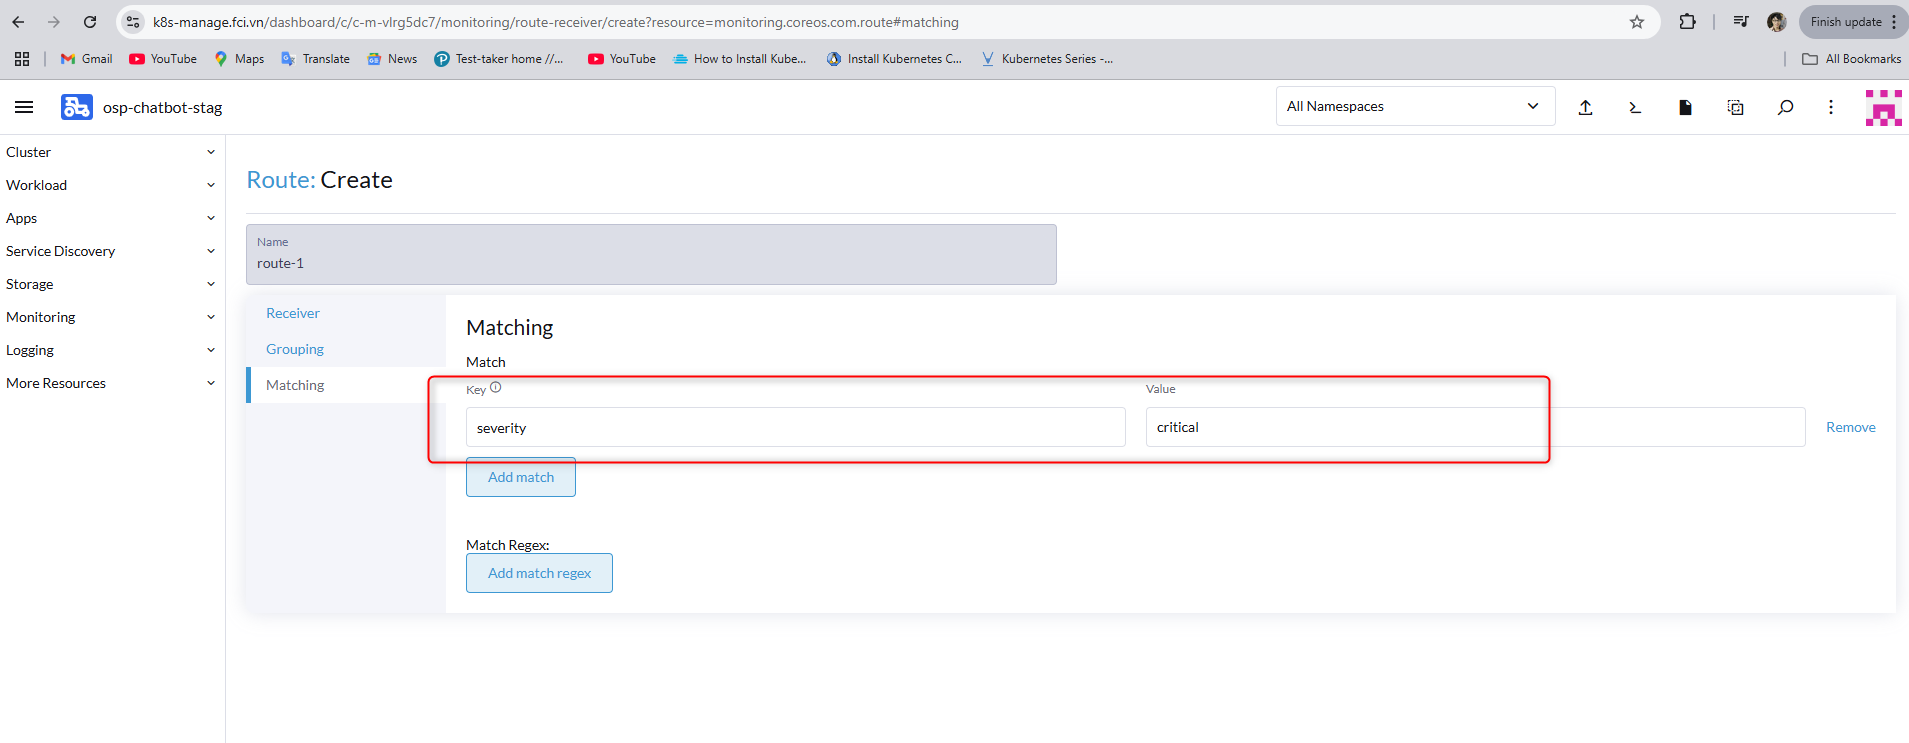 k8s-manage.fci.vn/dashboard/c/c-m-vlrg5dc7/monitoring/route-receiver/create?resource=monitoring.coreos.com.route#matching
Finish update
Gmail YouTube Maps Translate News Test-taker home //... YouTube How to Install Kube... Install Kubernetes C... Kubernetes Series -... All Bookmarks
osp-chatbot-stag All Namespaces
Cluster
Workload
Apps
Service Discovery
Storage
Monitoring
Logging
More Resources
Route: Create
Name
route-1
Receiver
Grouping
Matching
Matching
Match
Key Value
severity critical Remove
Add match
Match Regex:
Add match regex